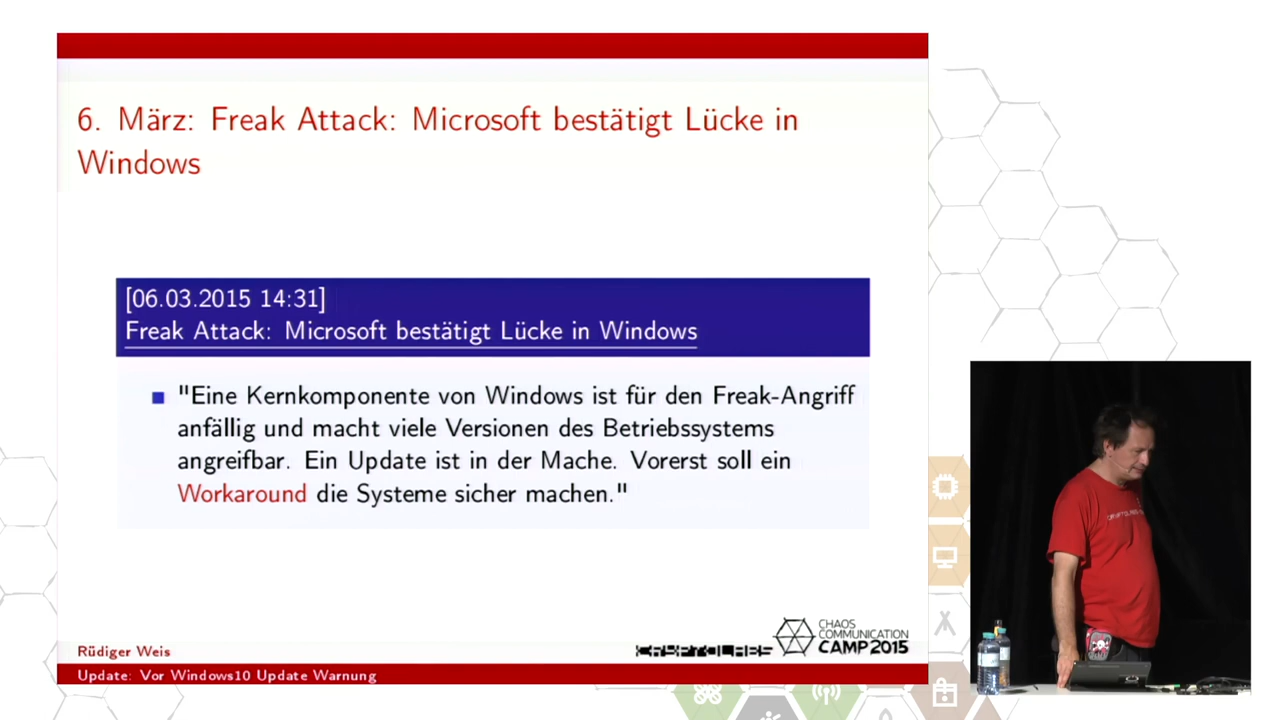 6. März: Freak Attack: Microsoft bestätigt Lücke in
Windows
[06.03.2015 14:31]
Freak Attack: Microsoft bestätigt Lücke in Windows
"Eine Kernkomponente von Windows ist für den Freak-Angriff
anfällig und macht viele Versionen des Betriebssystems
angreifbar. Ein Update ist in der Mache. Vorerst soll ein
Workaround die Systeme sicher machen."
Rüdiger Weis
CRYPTOLABS
CHAOS
COMMUNICATION
CAMP 2015
Update: Vor Windows10 Update Warnung